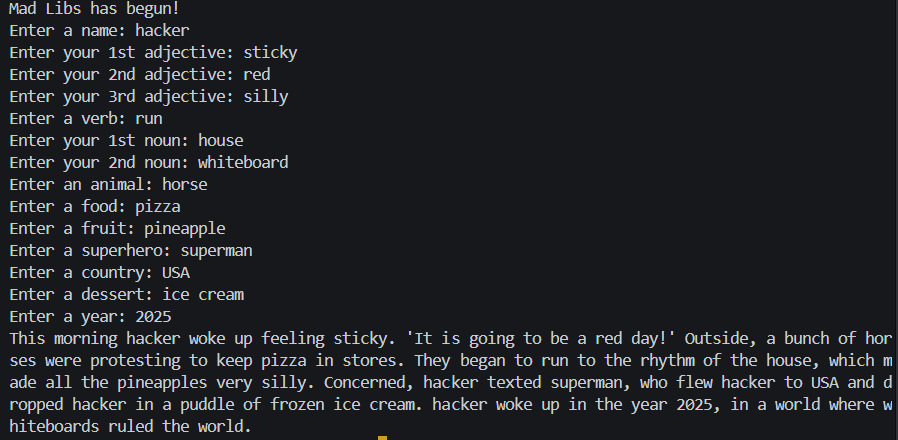 Mad Libs has begun!
Enter a name: hacker
Enter your 1st adjective: sticky
Enter your 2nd adjective: red
Enter your 3rd adjective: silly
Enter a verb: run
Enter your 1st noun: house
Enter your 2nd noun: whiteboard
Enter an animal: horse
Enter a food: pizza
Enter a fruit: pineapple
Enter a superhero: superman
Enter a country: USA
Enter a dessert: ice cream
Enter a year: 2025
This morning hacker woke up feeling sticky. 'It is going to be a red day!' Outside, a bunch of hor
ses were protesting to keep pizza in stores. They began to run to the rhythm of the house, which m
ade all the pineapples very silly. Concerned, hacker texted superman, who flew hacker to USA and d
ropped hacker in a puddle of frozen ice cream. hacker woke up in the year 2025, in a world where w
hiteboards ruled the world.